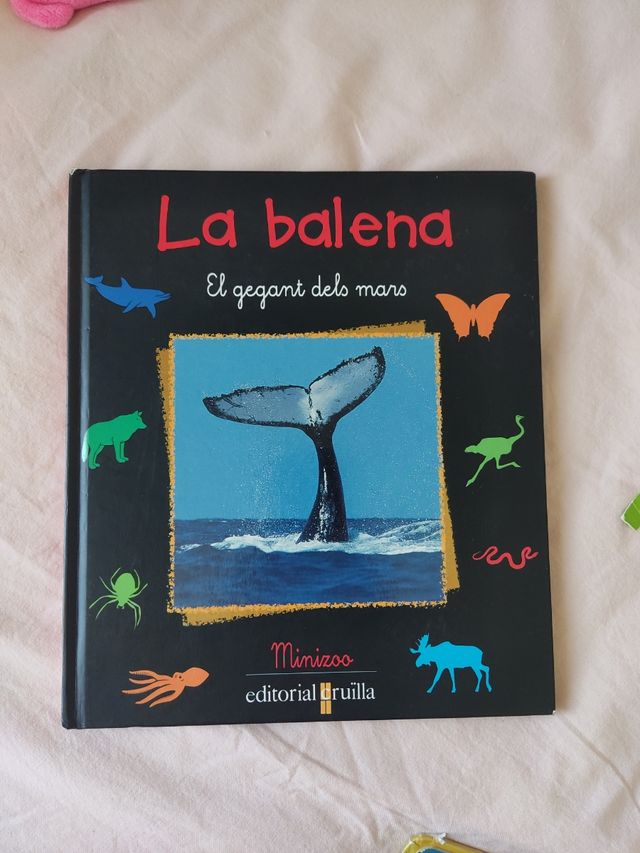 La balena
El gegant dels mars
Minizoo
editorial cruïlla